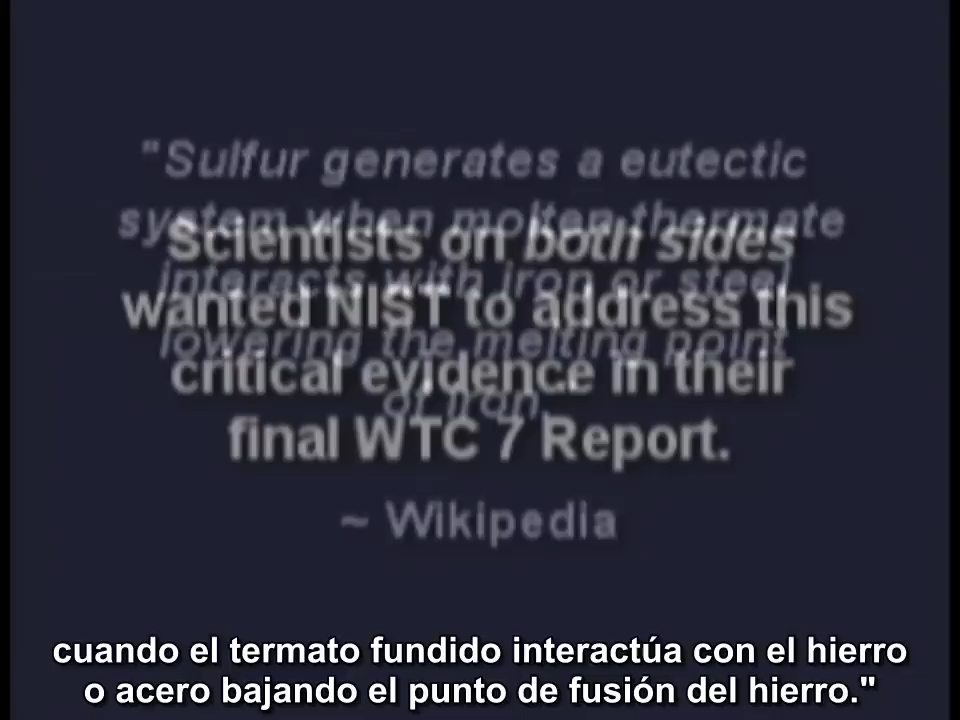 "Sulfur generates a eutectic
system when molten thermate
interacts with iron or steel
lowering the melting point
of iron.
~ Wikipedia
Scientists on both sides
wanted NIST to address this
critical evidence in their
final WTC 7 Report.
cuando el termato fundido interactúa con el hierro
o acero bajando el punto de fusión del hierro."